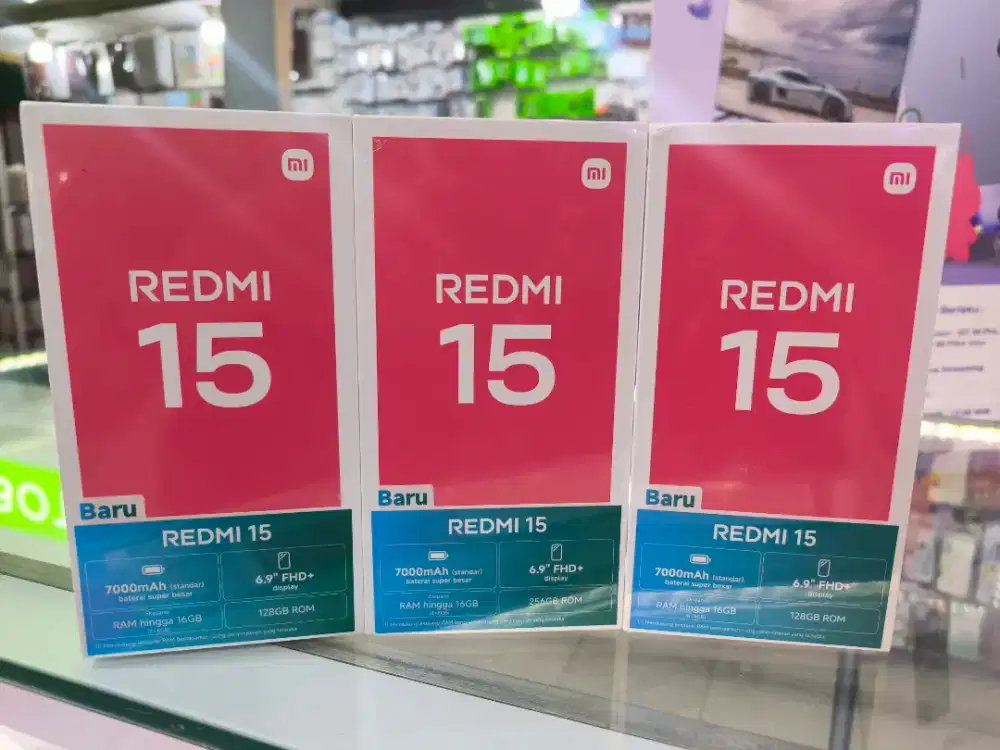 mi
REDMI
15
Baru
REDMI 15
7000mAh (standar)
baterai super besar
6.9" FHD+
display
Ekspansi
RAM hingga 16GB
(8+8GB)
128GB ROM
mi
REDMI
15
Baru
REDMI 15
7000mAh (standar)
baterai super besar
6.9" FHD+
display
RAM hingga 16GB
256GB ROM
mi
REDMI
15
Baru
REDMI 15
7000mAh (standar)
baterai super besar
6.9" FHD+
display
RAM hingga 16GB
128GB ROM